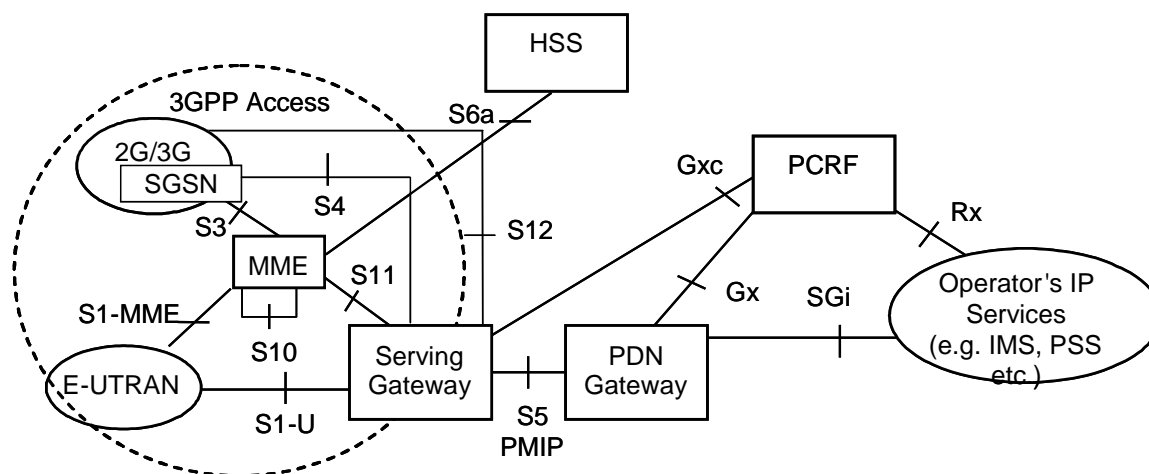 HSS
3GPP Access
S6a
2G/3G
SGSN
S4
S3
Gxc
PCRF
Rx
S12
MME
S11
Gx
SGi
Operator's IP
Services
(e.g. IMS, PSS
etc.)
S1-MME
S10
Serving
Gateway
PDN
Gateway
E-UTRAN
S1-U
S5
PMIP